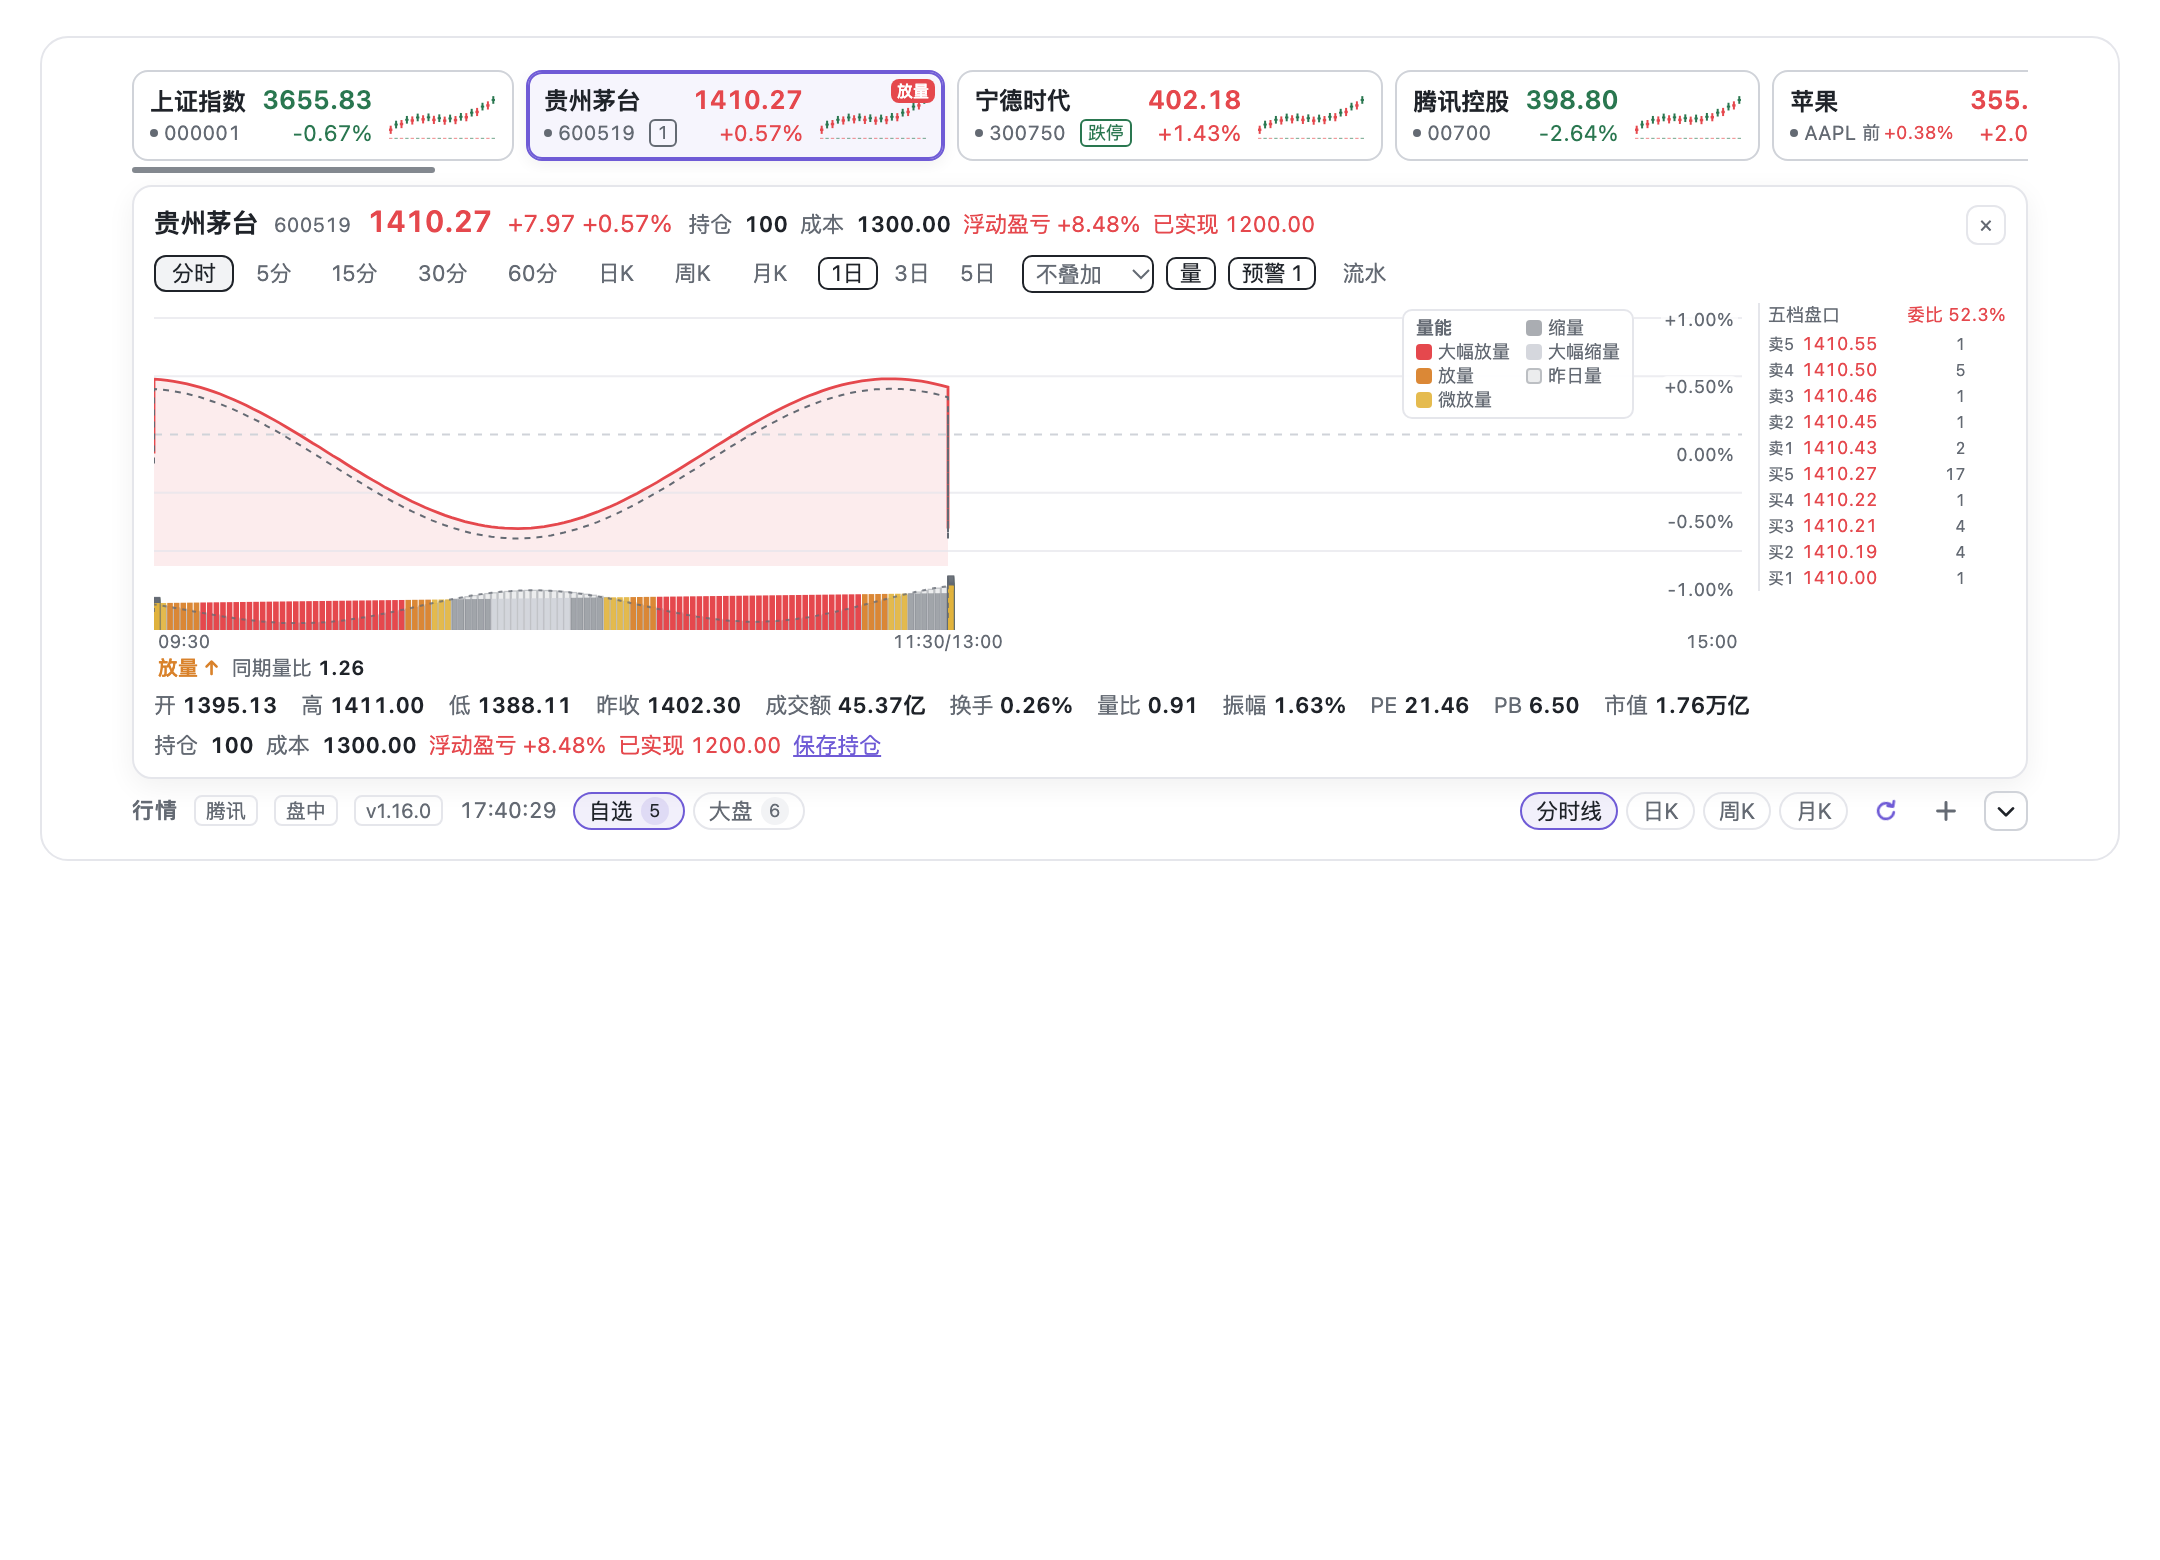 上证指数 3655.83
000001 -0.67%
贵州茅台 1410.27 放量
600519 1 +0.57%
宁德时代 402.18
300750 跌停 +1.43%
腾讯控股 398.80
00700 -2.64%
苹果 355.
AAPL 前+0.38% +2.0
贵州茅台 600519 1410.27 +7.97 +0.57% 持仓 100 成本 1300.00 浮动盈亏 +8.48% 已实现 1200.00 ×
分时 5分 15分 30分 60分 日K 周K 月K 1日 3日 5日 不叠加 量 预警 1 流水
量能 缩量
大幅放量 大幅缩量
放量 昨日量
微放量
+1.00%
+0.50%
0.00%
-0.50%
-1.00%
09:30 11:30/13:00 15:00
五档盘口 委比 52.3%
卖5 1410.55 1
卖4 1410.50 5
卖3 1410.46 1
卖2 1410.45 1
卖1 1410.43 2
买5 1410.27 17
买4 1410.22 1
买3 1410.21 4
买2 1410.19 4
买1 1410.00 1
放量 ↑ 同期量比 1.26
开 1395.13 高 1411.00 低 1388.11 昨收 1402.30 成交额 45.37亿 换手 0.26% 量比 0.91 振幅 1.63% PE 21.46 PB 6.50 市值 1.76万亿
持仓 100 成本 1300.00 浮动盈亏 +8.48% 已实现 1200.00 保存持仓
行情 腾讯 盘中 v1.16.0 17:40:29 自选 5 大盘 6 分时线 日K 周K 月K